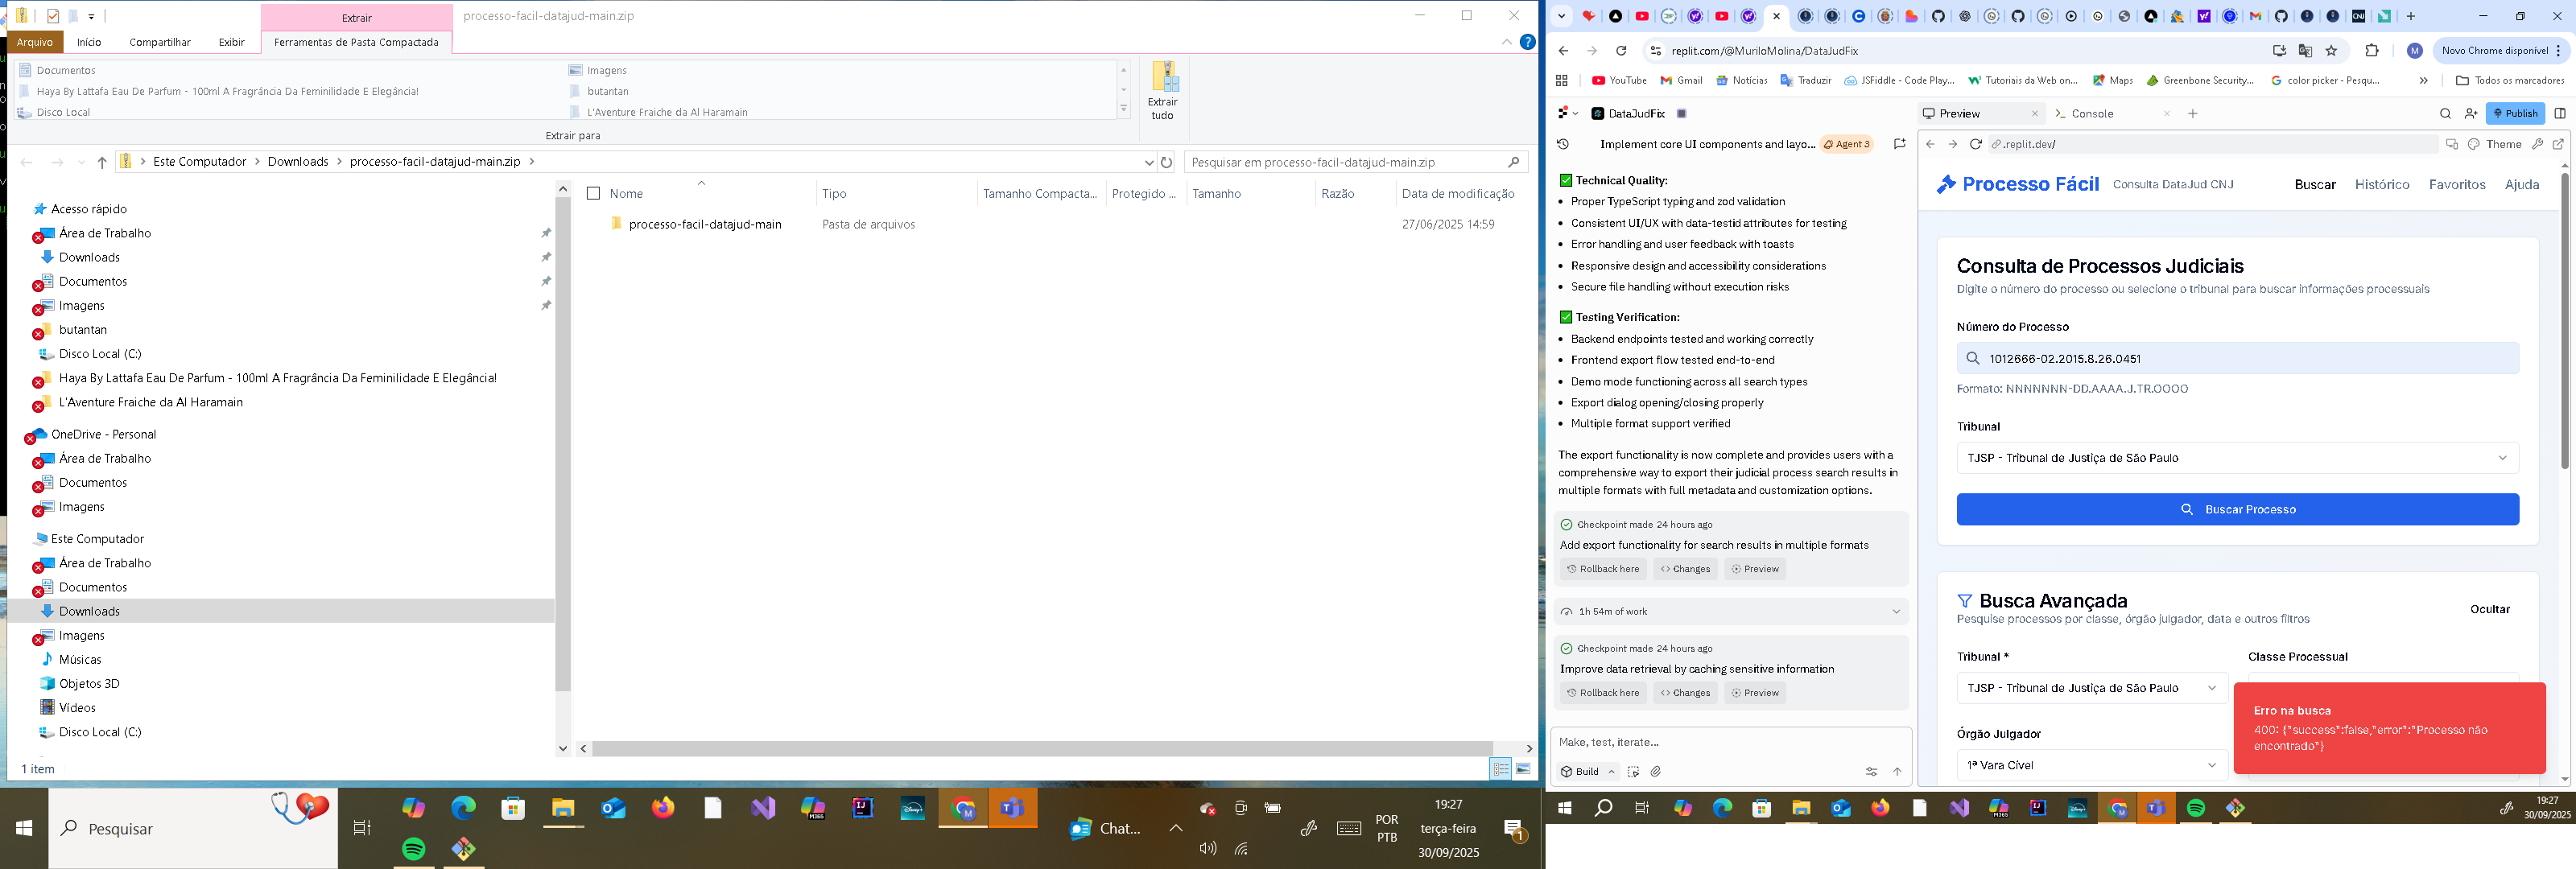 Extrair
processo-facil-datajud-main.zip
Arquivo
Início
Compartilhar
Exibir
Ferramentas de Pasta Compactada
Documentos
Imagens
Haya By Lattafa Eau De Parfum - 100ml A Fragrância Da Feminilidade E Elegância!
butantan
Disco Local
L'Aventure Fraiche da Al Haramain
Extrair para
Extrair
tudo
Este Computador
Downloads
processo-facil-datajud-main.zip
Pesquisar em processo-facil-datajud-main.zip
Nome
Tipo
Tamanho Compacta...
Protegido ...
Tamanho
Razão
Data de modificação
processo-facil-datajud-main
Pasta de arquivos
27/06/2025 14:59
Acesso rápido
Área de Trabalho
Downloads
Documentos
Imagens
butantan
Disco Local (C:)
Haya By Lattafa Eau De Parfum - 100ml A Fragrância Da Feminilidade E Elegância!
L'Aventure Fraiche da Al Haramain
OneDrive - Personal
Área de Trabalho
Documentos
Imagens
Este Computador
Área de Trabalho
Documentos
Downloads
Imagens
Músicas
Objetos 3D
Vídeos
Disco Local (C:)
1 item
Pesquisar
Chat...
POR
PTB
19:27
terça-feira
30/09/2025
1
replit.com/@MuriloMolina/DataJudFix
M
Novo Chrome disponível
YouTube
Gmail
Notícias
Traduzir
JSFiddle - Code Play...
Tutoriais da Web on...
Maps
Greenbone Security...
color picker - Pesqu...
Todos os marcadores
DataJudFix
Preview
Console
Publish
Implement core UI components and layo...
Agent 3
.replit.dev/
Theme
Technical Quality:
• Proper TypeScript typing and zod validation
• Consistent UI/UX with data-testid attributes for testing
• Error handling and user feedback with toasts
• Responsive design and accessibility considerations
• Secure file handling without execution risks
Testing Verification:
• Backend endpoints tested and working correctly
• Frontend export flow tested end-to-end
• Demo mode functioning across all search types
• Export dialog opening/closing properly
• Multiple format support verified
The export functionality is now complete and provides users with a
comprehensive way to export their judicial process search results in
multiple formats with full metadata and customization options.
Checkpoint made 24 hours ago
Add export functionality for search results in multiple formats
Rollback here
Changes
Preview
1h 54m of work
Checkpoint made 24 hours ago
Improve data retrieval by caching sensitive information
Rollback here
Changes
Preview
Make, test, iterate...
Build
Processo Fácil
Consulta DataJud CNJ
Buscar
Histórico
Favoritos
Ajuda
Consulta de Processos Judiciais
Digite o número do processo ou selecione o tribunal para buscar informações processuais
Número do Processo
1012666-02.2015.8.26.0451
Formato: NNNNNNN-DD.AAAA.J.TR.OOOO
Tribunal
TJSP - Tribunal de Justiça de São Paulo
Buscar Processo
Busca Avançada
Pesquise processos por classe, órgão julgador, data e outros filtros
Ocultar
Tribunal *
Classe Processual
TJSP - Tribunal de Justiça de São Paulo
Órgão Julgador
1ª Vara Cível
Erro na busca
400: {"success":false,"error":"Processo não
encontrado"}
19:27
30/09/2025